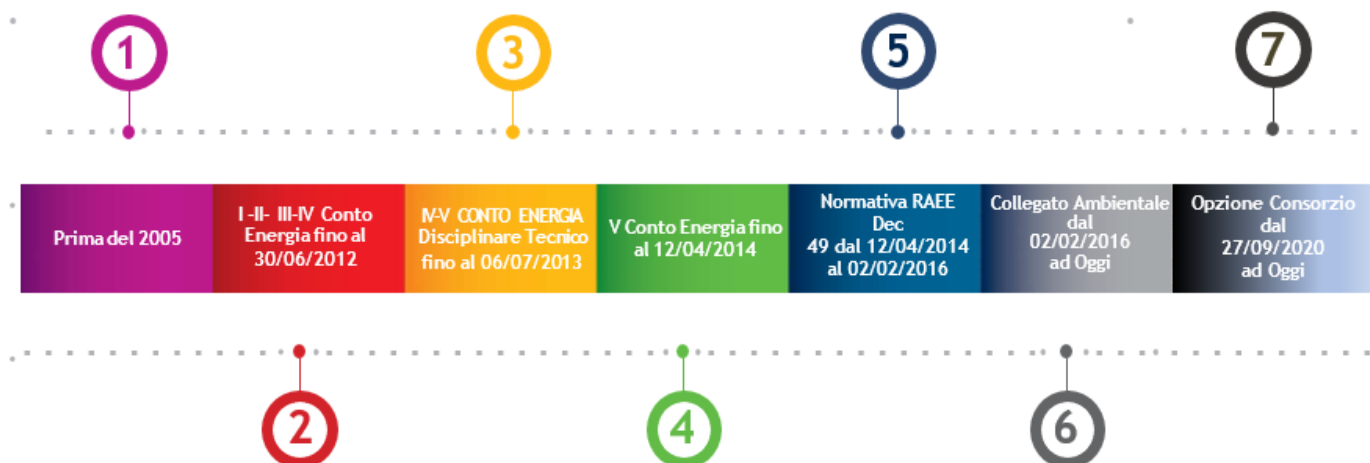 1
3
5
7
Prima del 2005
I -II- III-IV Conto
Energia fino al
30/06/2012
IV-V CONTO ENERGIA
Disciplinare Tecnico
fino al 06/07/2013
V Conto Energia fino
al 12/04/2014
Normativa RAEE
Dec
49 dal 12/04/2014
al 02/02/2016
Collegato Ambientale
dal
02/02/2016
ad Oggi
Opzione Consorzio
dal
27/09/2020
ad Oggi
2
4
6